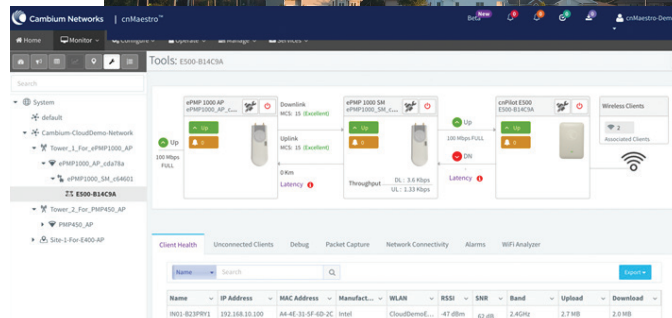 Cambium Networks | cnMaestro™
Beta New
cnMaestro-Demo
Home
Monitor
Configure
Operate
Manage
Services
Tools: E500-B14C9A
Search
System
default
Cambium-CloudDemo-Network
Tower_1_For_ePMP1000_AP
ePMP1000_AP_cda78a
ePMP1000_SM_c64601
E500-B14C9A
Tower_2_For_PMP450_AP
PMP450_AP
Site-1-For-E400-AP
Up
100 Mbps
FULL
ePMP 1000 AP
ePMP1000_AP_c...
Up
0
Downlink
MCS: 15 (Excellent)
Uplink
MCS: 15 (Excellent)
0 Km
Latency
ePMP 1000 SM
ePMP1000_SM_c...
Up
0
Throughput
DL : 3.6 Kbps
UL : 1.33 Kbps
Up
100 Mbps FULL
DN
-
Latency
cnPilot E500
E500-B14C9A
Up
0
Wireless Clients
2
Associated Clients
Client Health
Unconnected Clients
Debug
Packet Capture
Network Connectivity
Alarms
WiFi Analyzer
Name
Search
Export
Name IP Address MAC Address Manufact... WLAN RSSI SNR Band Upload Download
IN01-B23PRY1 192.168.10.100 A4-4E-31-5F-6D-2C Intel CloudDemoE... -47 dBm 62 dB 2.4GHz 2.7 MB 2.0 MB